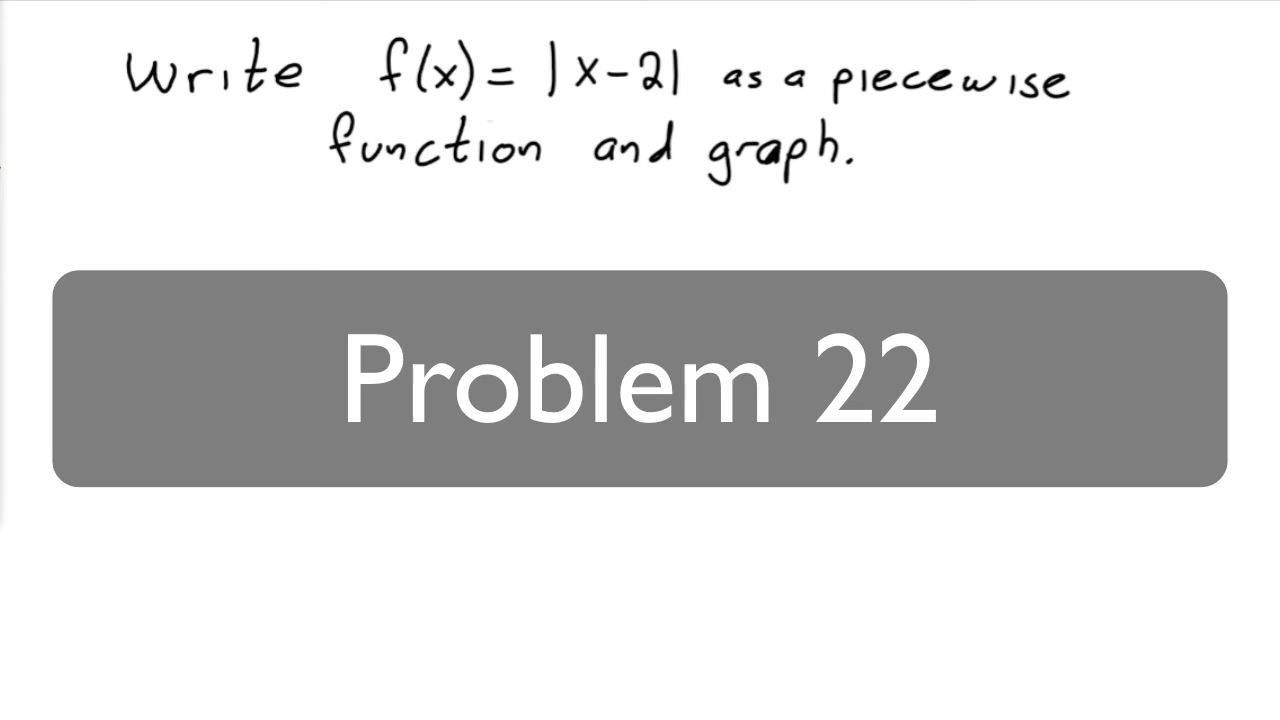 Write f(x) = |x-2| as a piecewise
function and graph.
Problem 22